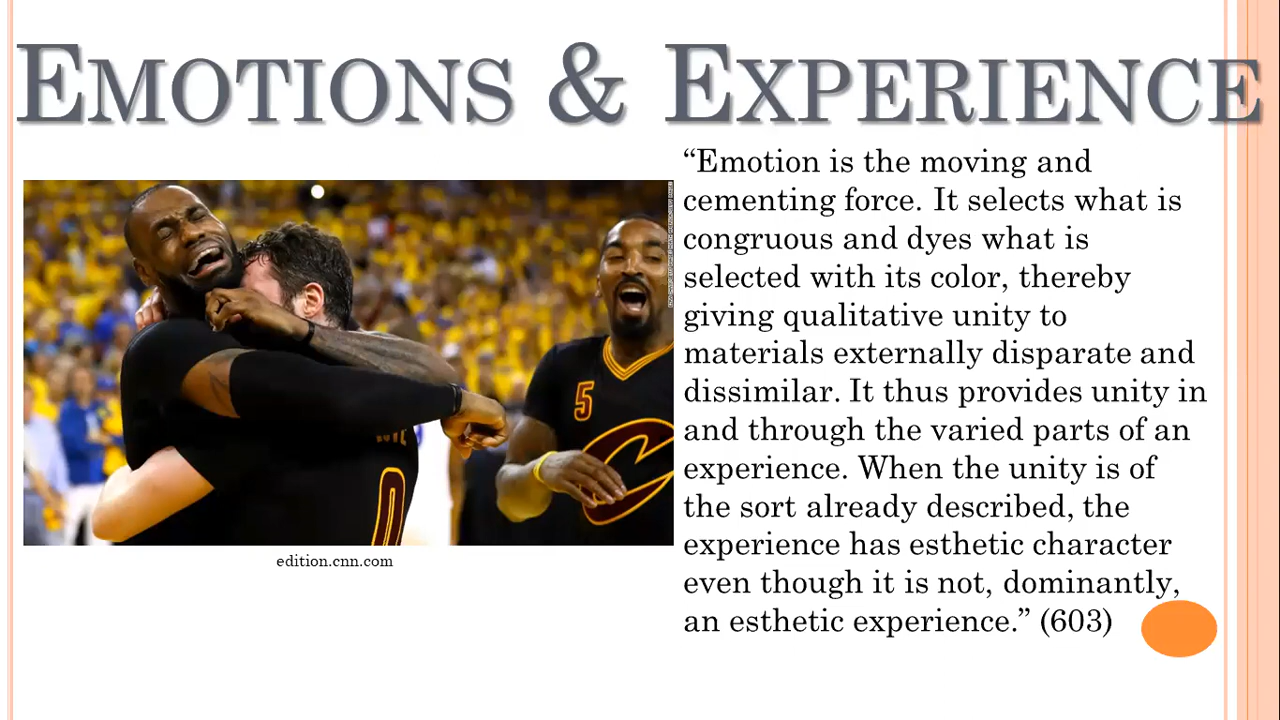 EMOTIONS & EXPERIENCE
“Emotion is the moving and
cementing force. It selects what is
congruous and dyes what is
selected with its color, thereby
giving qualitative unity to
materials externally disparate and
dissimilar. It thus provides unity in
and through the varied parts of an
experience. When the unity is of
the sort already described, the
experience has esthetic character
even though it is not, dominantly,
an esthetic experience.” (603)
5
0
edition.cnn.com